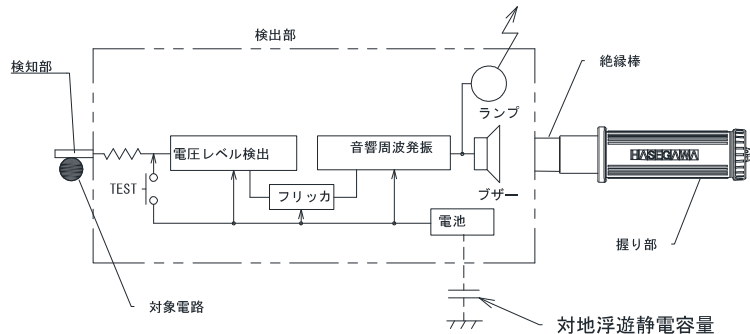 検出部
検知部
絶縁棒
ランプ
電圧レベル検出
音響周波発振
HASEGAWA
TEST
フリッカ
ブザー
電池
握り部
対象電路
対地浮遊静電容量